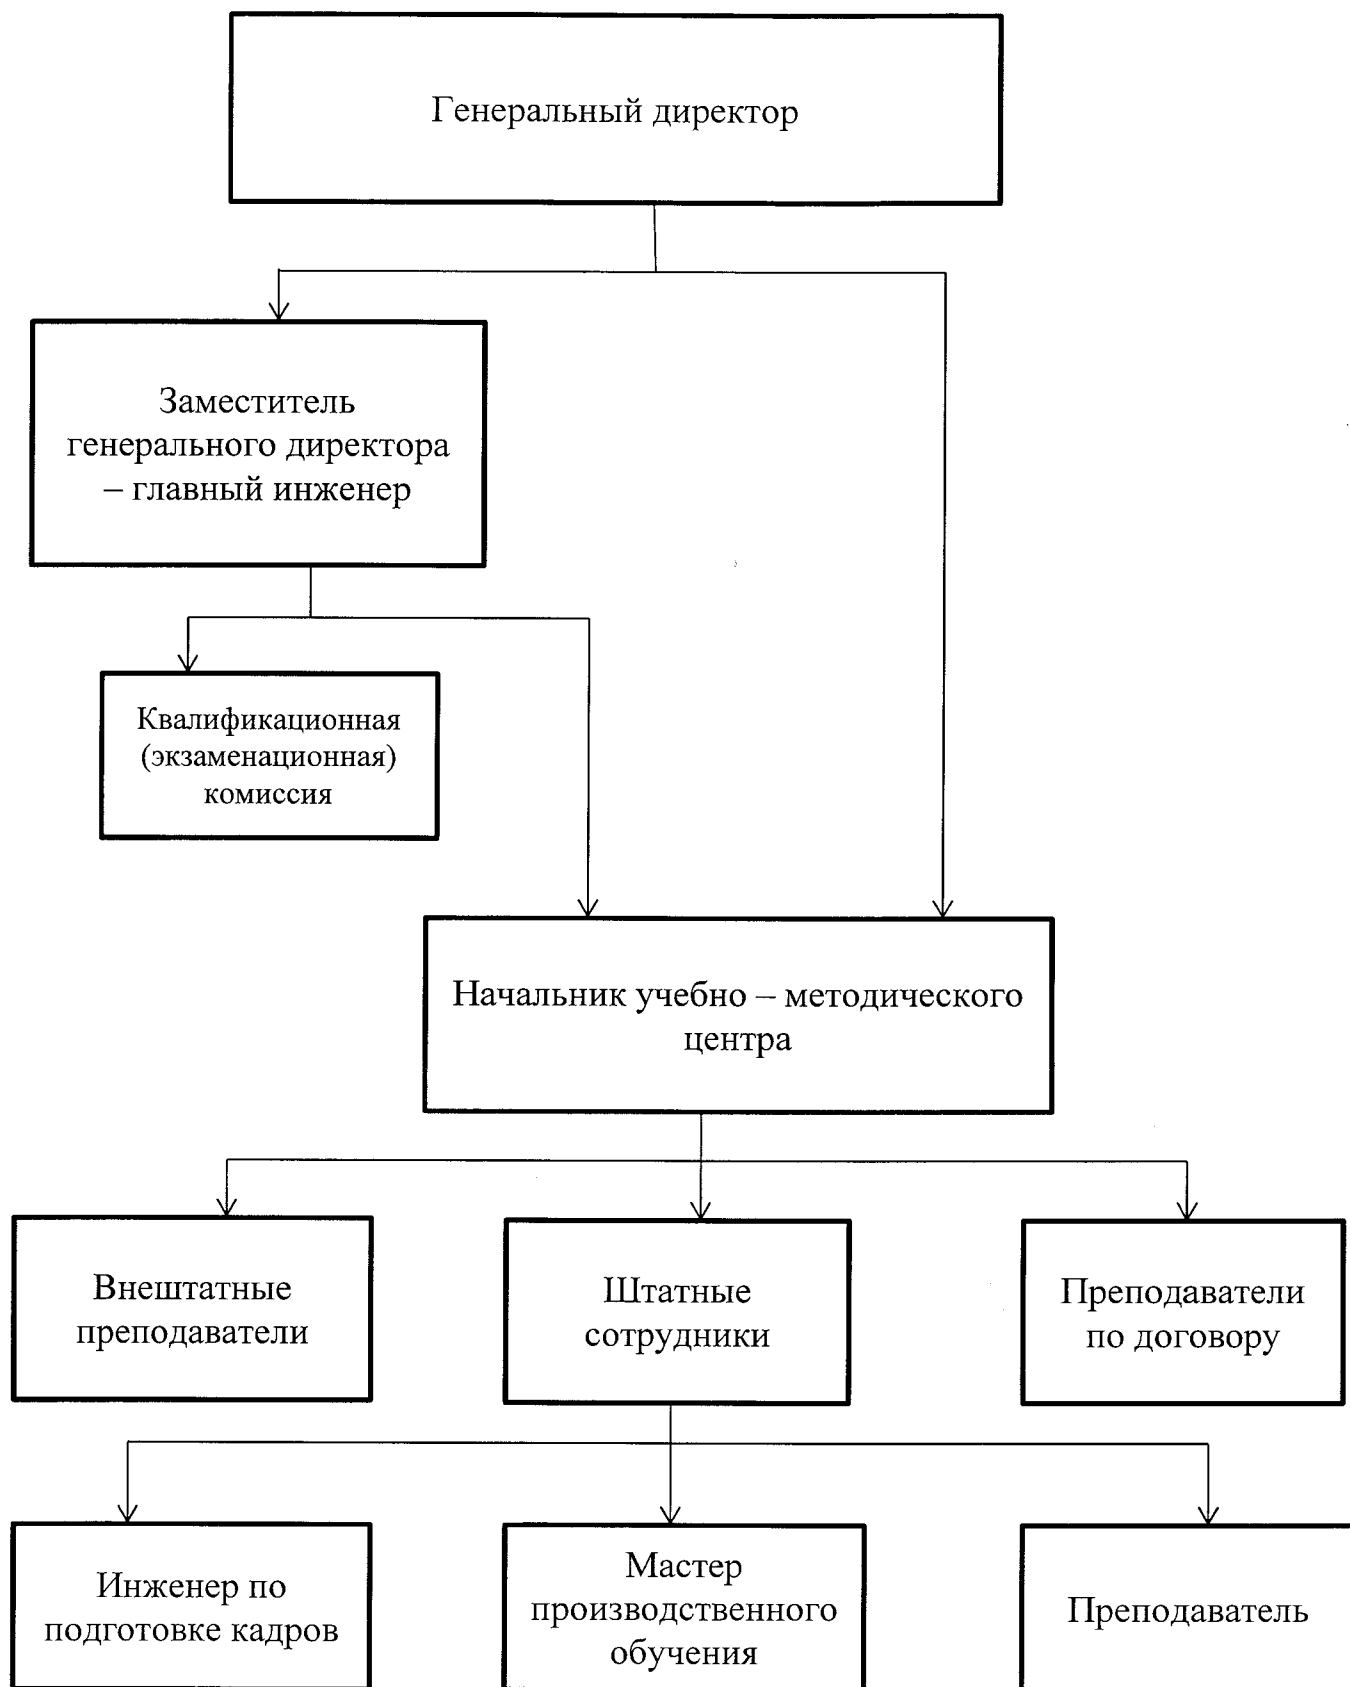 Генеральный директор
Заместитель
генерального директора
– главный инженер
Квалификационная
(экзаменационная)
комиссия
Начальник учебно – методического
центра
Внештатные
преподаватели
Штатные
сотрудники
Преподаватели
по договору
Инженер по
подготовке кадров
Мастер
производственного
обучения
Преподаватель